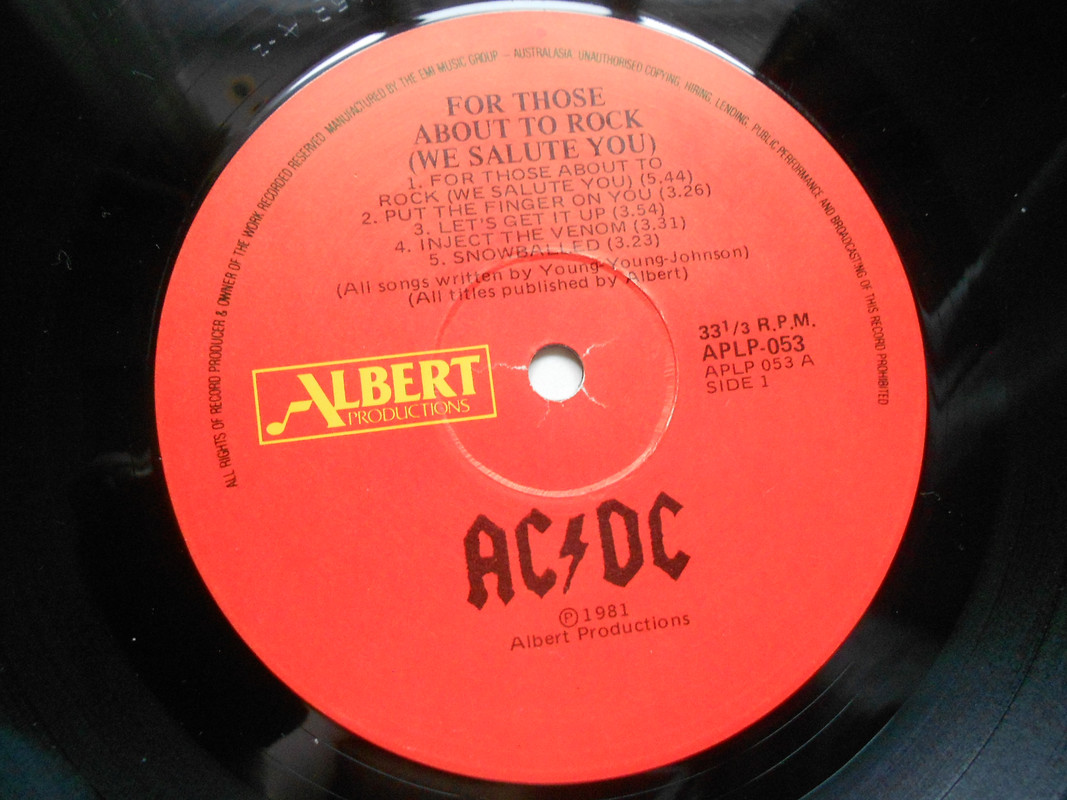 ALL RIGHTS OF RECORD PRODUCER & OWNER OF THE WORK RECORDED RESERVED. MANUFACTURED BY THE EMI MUSIC GROUP – AUSTRALASIA. UNAUTHORISED COPYING, HIRING, LENDING, PUBLIC PERFORMANCE AND BROADCASTING OF THIS RECORD PROHIBITED
FOR THOSE
ABOUT TO ROCK
(WE SALUTE YOU)
1. FOR THOSE ABOUT TO
ROCK (WE SALUTE YOU) (5.44)
2. PUT THE FINGER ON YOU (3.26)
3. LET'S GET IT UP (3.54)
4. INJECT THE VENOM (3.31)
5. SNOWBALLED (3.23)
(All songs written by Young-Young-Johnson)
(All titles published by Albert)
33 1/3 R.P.M.
APLP-053
APLP 053 A
SIDE 1
ALBERT
PRODUCTIONS
AC⚡DC
℗ 1981
Albert Productions